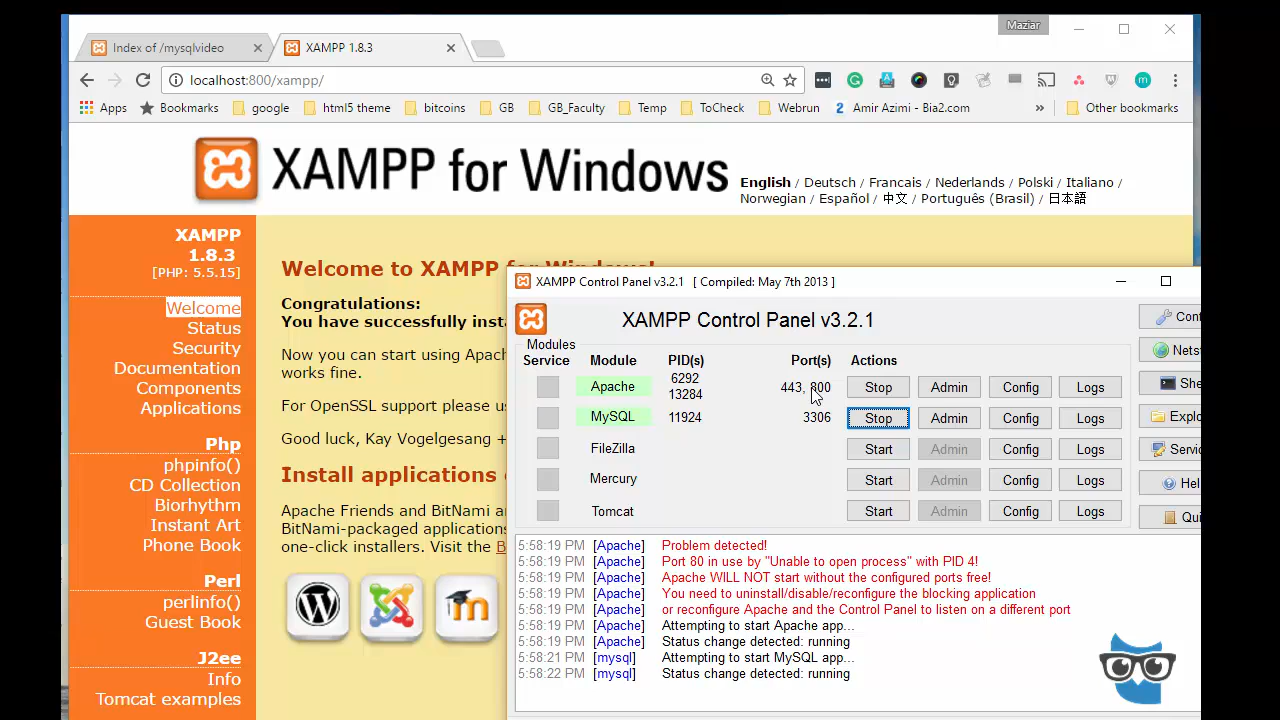 Maziar
Index of /mysqlvideo
XAMPP 1.8.3
localhost:800/xampp/
Apps
Bookmarks
google
html5 theme
bitcoins
GB
GB_Faculty
Temp
ToCheck
Webrun
2 Amir Azimi - Bia2.com
»
Other bookmarks
XAMPP for Windows
English / Deutsch / Francais / Nederlands / Polski / Italiano /
Norwegian / Español / 中文 / Português (Brasil) / 日本語
XAMPP
1.8.3
[PHP: 5.5.15]
Welcome
Status
Security
Documentation
Components
Applications
Php
phpinfo()
CD Collection
Biorhythm
Instant Art
Phone Book
Perl
perlinfo()
Guest Book
J2ee
Info
Tomcat examples
Welcome to XAMPP for Windows!
Congratulations:
You have successfully inst
Now you can start using Apach
works fine.
For OpenSSL support please us
Good luck, Kay Vogelgesang +
Install applications o
Apache Friends and BitNami ar
BitNami-packaged applications
one-click installers. Visit the B
XAMPP Control Panel v3.2.1 [ Compiled: May 7th 2013 ]
XAMPP Control Panel v3.2.1
Modules
Service Module PID(s) Port(s) Actions
Apache 6292
13284 443, 800 Stop Admin Config Logs
MySQL 11924 3306 Stop Admin Config Logs
FileZilla Start Admin Config Logs
Mercury Start Admin Config Logs
Tomcat Start Admin Config Logs
Conf
Nets
She
Explo
Servic
Hel
Qui
5:58:19 PM [Apache] Problem detected!
5:58:19 PM [Apache] Port 80 in use by "Unable to open process" with PID 4!
5:58:19 PM [Apache] Apache WILL NOT start without the configured ports free!
5:58:19 PM [Apache] You need to uninstall/disable/reconfigure the blocking application
5:58:19 PM [Apache] or reconfigure Apache and the Control Panel to listen on a different port
5:58:19 PM [Apache] Attempting to start Apache app...
5:58:19 PM [Apache] Status change detected: running
5:58:21 PM [mysql] Attempting to start MySQL app...
5:58:22 PM [mysql] Status change detected: running